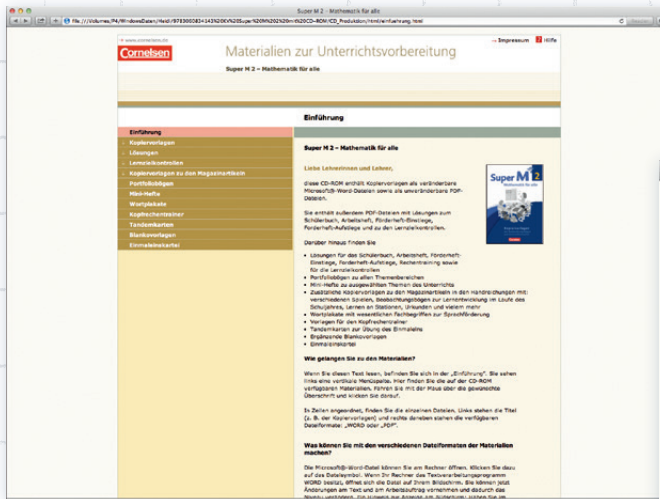 Super M 2 - Mathematik für alle
→ www.cornelsen.de
→ Impressum
Hilfe
Cornelsen
Materialien zur Unterrichtsvorbereitung
Super M 2 – Mathematik für alle
Einführung
Einführung
Kopiervorlagen
Lösungen
Lernzielkontrollen
Kopiervorlagen zu den Magazinartikeln
Portfoliobögen
Mini-Hefte
Wortplakate
Kopfrechentrainer
Tandemkarten
Blankovorlagen
Einmaleinskartei
Super M 2 – Mathematik für alle
Liebe Lehrerinnen und Lehrer,
diese CD-ROM enthält Kopiervorlagen als veränderbare
Microsoft®-Word-Dateien sowie als unveränderbare PDF-
Dateien.
Sie enthält außerdem PDF-Dateien mit Lösungen zum
Schülerbuch, Arbeitsheft, Förderheft-Einstiege,
Forderheft-Aufstiege und zu den Lernzielkontrollen.
Darüber hinaus finden Sie
• Lösungen für das Schülerbuch, Arbeitsheft, Förderheft-
Einstiege, Forderheft-Aufstiege, Rechentraining sowie
für die Lernzielkontrollen
• Portfoliobögen zu allen Themenbereichen
• Mini-Hefte zu ausgewählten Themen des Unterrichts
• Zusätzliche Kopiervorlagen zu den Magazinartikeln in den Handreichungen mit:
verschiedenen Spielen, Beobachtungsbögen zur Lernentwicklung im Laufe des
Schuljahres, Lernen an Stationen, Urkunden und vielem mehr
• Wortplakate mit wesentlichen Fachbegriffen zur Sprachförderung
• Vorlagen für den Kopfrechentrainer
• Tandemkarten zur Übung des Einmaleins
• Ergänzende Blankovorlagen
• Einmaleinskartei
Super M 2
Mathematik für alle
Cornelsen
Wie gelangen Sie zu den Materialien?
Wenn Sie diesen Text lesen, befinden Sie sich in der „Einführung“. Sie sehen
links eine vertikale Menüspalte. Hier finden Sie die auf der CD-ROM
verfügbaren Materialien. Fahren Sie mit der Maus über die gewünschte
Überschrift und klicken Sie darauf.
In Zeilen angeordnet, finden Sie die einzelnen Dateien. Links stehen die Titel
(z. B. der Kopiervorlagen) und rechts daneben stehen die verfügbaren
Dateiformate: „WORD oder „PDF“.
Was können Sie mit den verschiedenen Dateiformaten der Materialien
machen?
Die Microsoft®-Word-Datei können Sie am Rechner öffnen. Klicken Sie dazu
auf das Dateisymbol. Wenn Ihr Rechner das Textverarbeitungsprogramm
WORD besitzt, öffnet sich die Datei auf Ihrem Bildschirm. Sie können jetzt
Änderungen am Text und am Arbeitsauftrag vornehmen und dadurch das